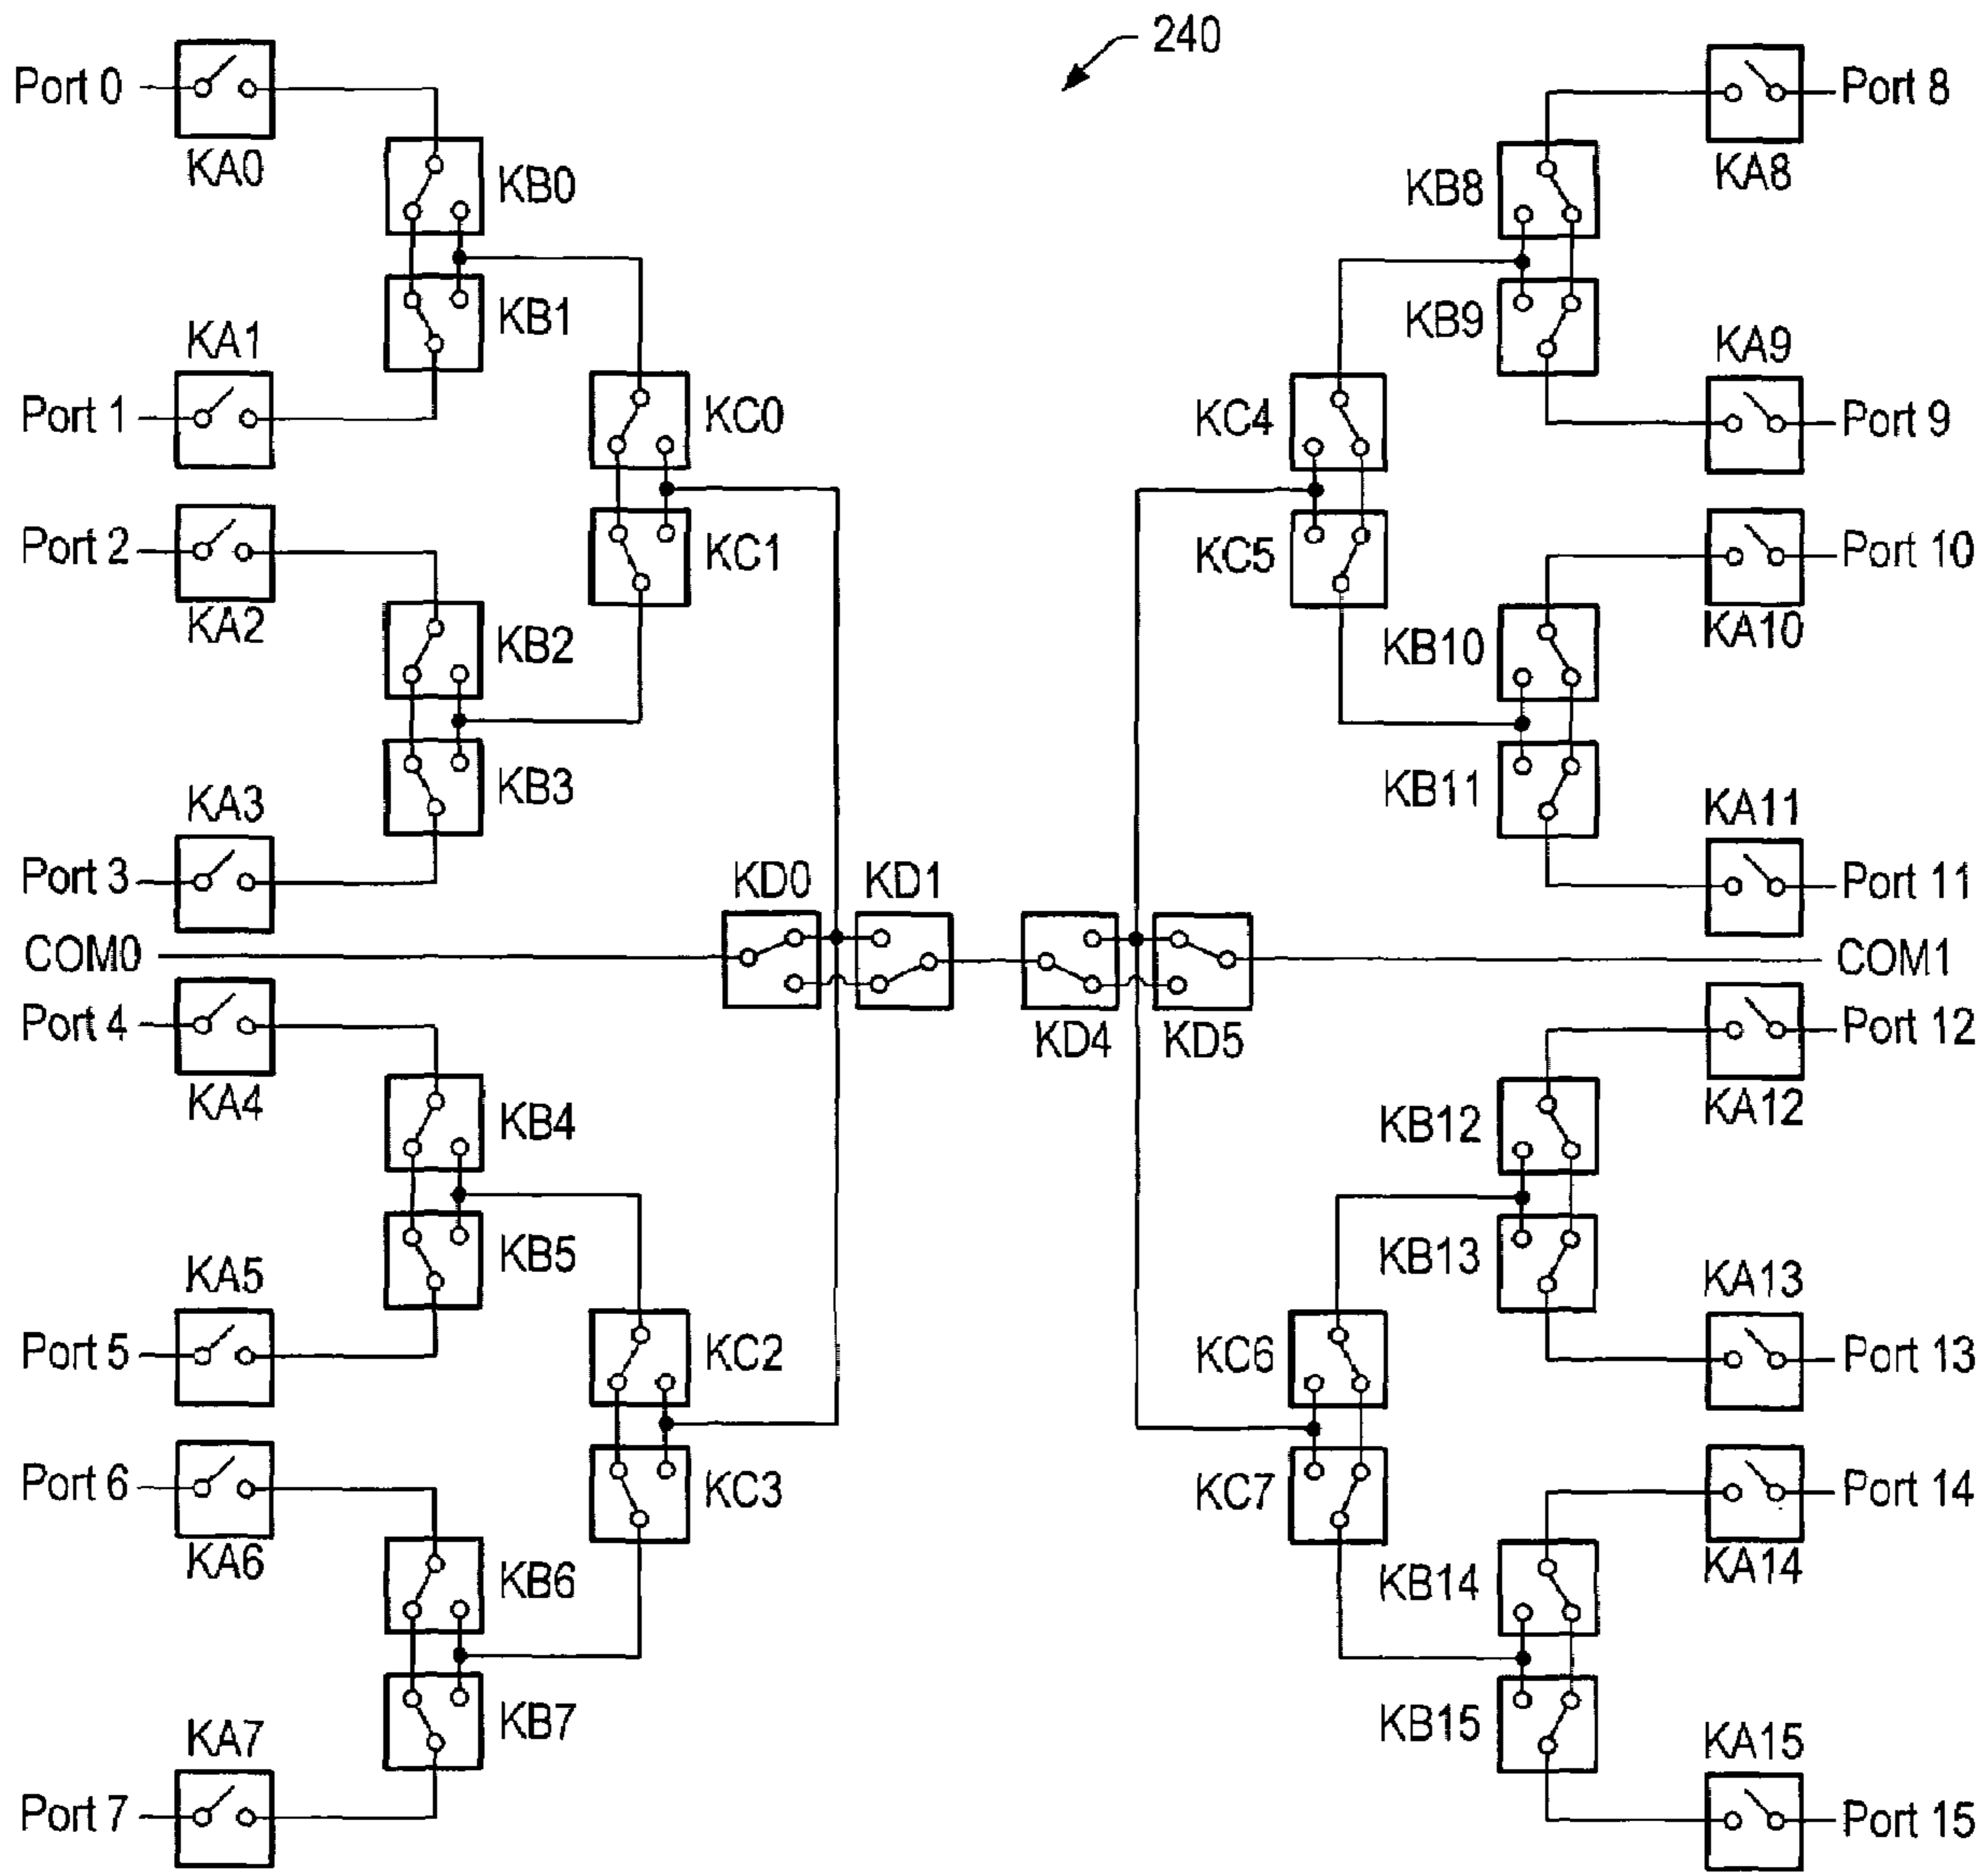 240
Port 0
KA0
KB0
KB1
KA1
Port 1
KC0
Port 2
KA2
KC1
KB2
KB3
KA3
Port 3
KD0
KD1
COM0
Port 4
KA4
KB4
KB5
KA5
Port 5
KC2
Port 6
KA6
KC3
KB6
KB7
KA7
Port 7
Port 8
KA8
KB8
KB9
KA9
Port 9
KC4
Port 10
KA10
KC5
KB10
KB11
KA11
Port 11
COM1
KD4
KD5
Port 12
KA12
KB12
KB13
KA13
Port 13
KC6
Port 14
KA14
KC7
KB14
KB15
KA15
Port 15